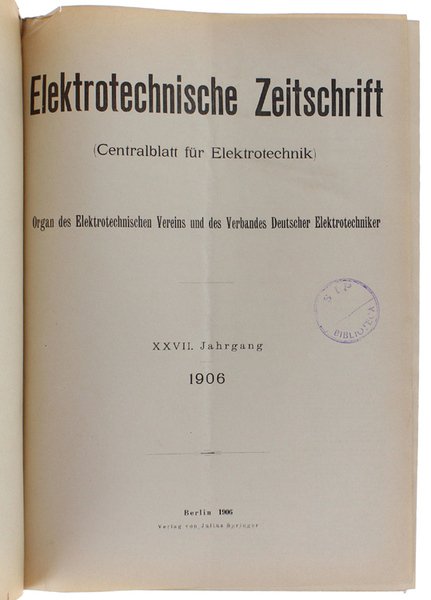 Elektrotechnische Zeitschrift
(Centralblatt für Elektrotechnik)
Organ des Elektrotechnischen Vereins und des Verbandes Deutscher Elektrotechniker
BIBLIOTECA
XXVII. Jahrgang
1906
Berlin 1906
Verlag von Julius Springer